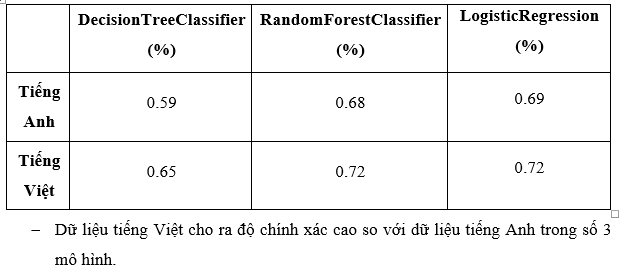 DecisionTreeClassifier (%) RandomForestClassifier (%) LogisticRegression (%)
Tiếng Anh 0.59 0.68 0.69
Tiếng Việt 0.65 0.72 0.72
– Dữ liệu tiếng Việt cho ra độ chính xác cao so với dữ liệu tiếng Anh trong số 3
mô hình.